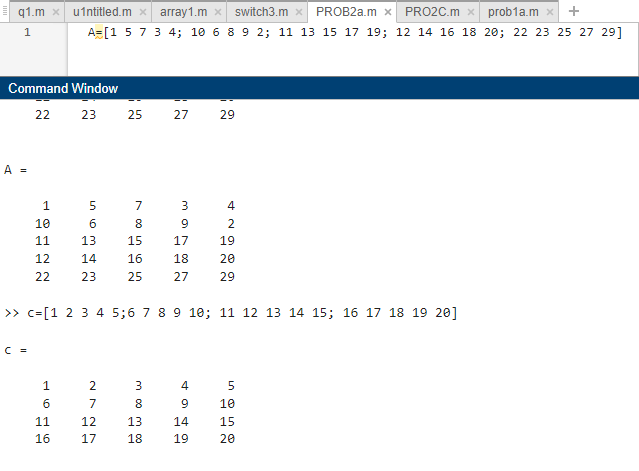 q1.m × u1ntitled.m × array1.m × switch3.m × PROB2a.m × PRO2C.m × prob1a.m × +
1 A=[1 5 7 3 4; 10 6 8 9 2; 11 13 15 17 19; 12 14 16 18 20; 22 23 25 27 29]
Command Window
22 23 25 27 29
A =
1 5 7 3 4
10 6 8 9 2
11 13 15 17 19
12 14 16 18 20
22 23 25 27 29
>> c=[1 2 3 4 5;6 7 8 9 10; 11 12 13 14 15; 16 17 18 19 20]
c =
1 2 3 4 5
6 7 8 9 10
11 12 13 14 15
16 17 18 19 20